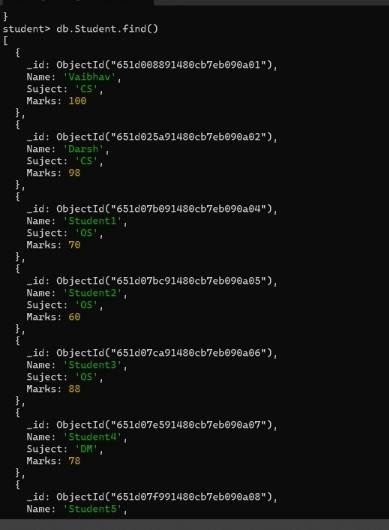 }
student> db.Student.find()
[
{
_id: ObjectId("651d008891480cb7eb090a01"),
Name: 'Vaibhav',
Suject: 'CS',
Marks: 100
},
{
_id: ObjectId("651d025a91480cb7eb090a02"),
Name: 'Darsh',
Suject: 'CS',
Marks: 98
},
{
_id: ObjectId("651d07b091480cb7eb090a04"),
Name: 'Student1',
Suject: 'OS',
Marks: 70
},
{
_id: ObjectId("651d07bc91480cb7eb090a05"),
Name: 'Student2',
Suject: 'OS',
Marks: 60
},
{
_id: ObjectId("651d07ca91480cb7eb090a06"),
Name: 'Student3',
Suject: 'OS',
Marks: 88
},
{
_id: ObjectId("651d07e591480cb7eb090a07"),
Name: 'Student4',
Suject: 'DM',
Marks: 78
},
{
_id: ObjectId("651d07f991480cb7eb090a08"),
Name: 'Student5',